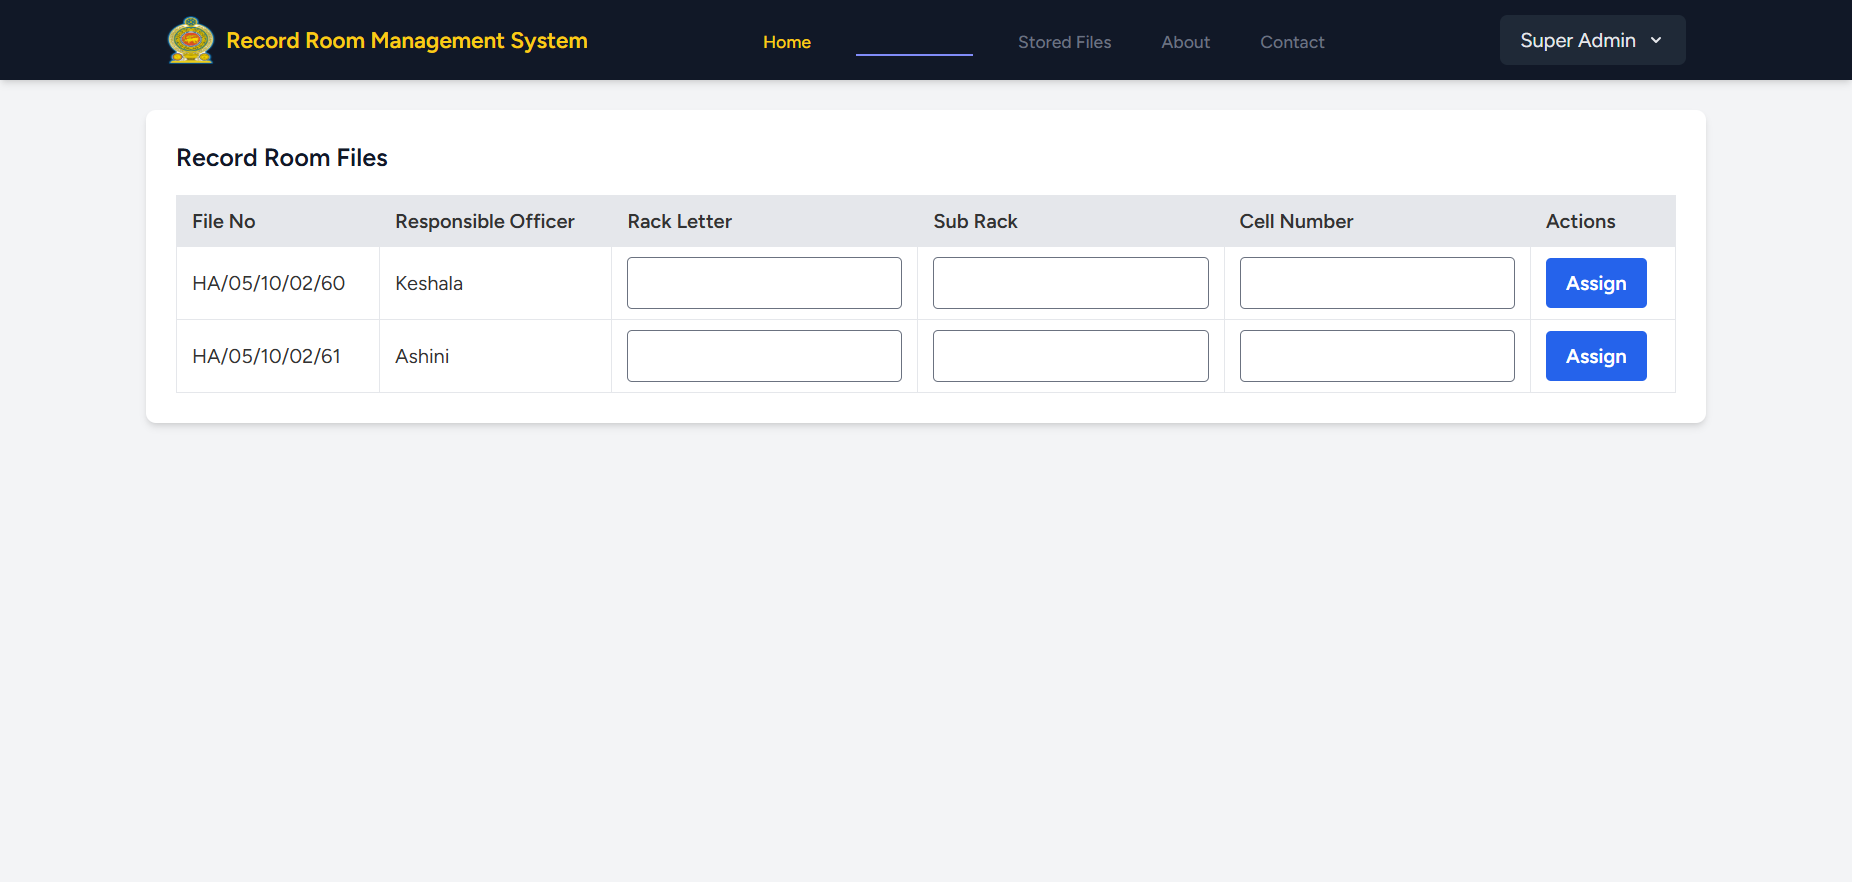 Record Room Management System
Home
Stored Files
About
Contact
Super Admin
Record Room Files
File No Responsible Officer Rack Letter Sub Rack Cell Number Actions
HA/05/10/02/60 Keshala Assign
HA/05/10/02/61 Ashini Assign